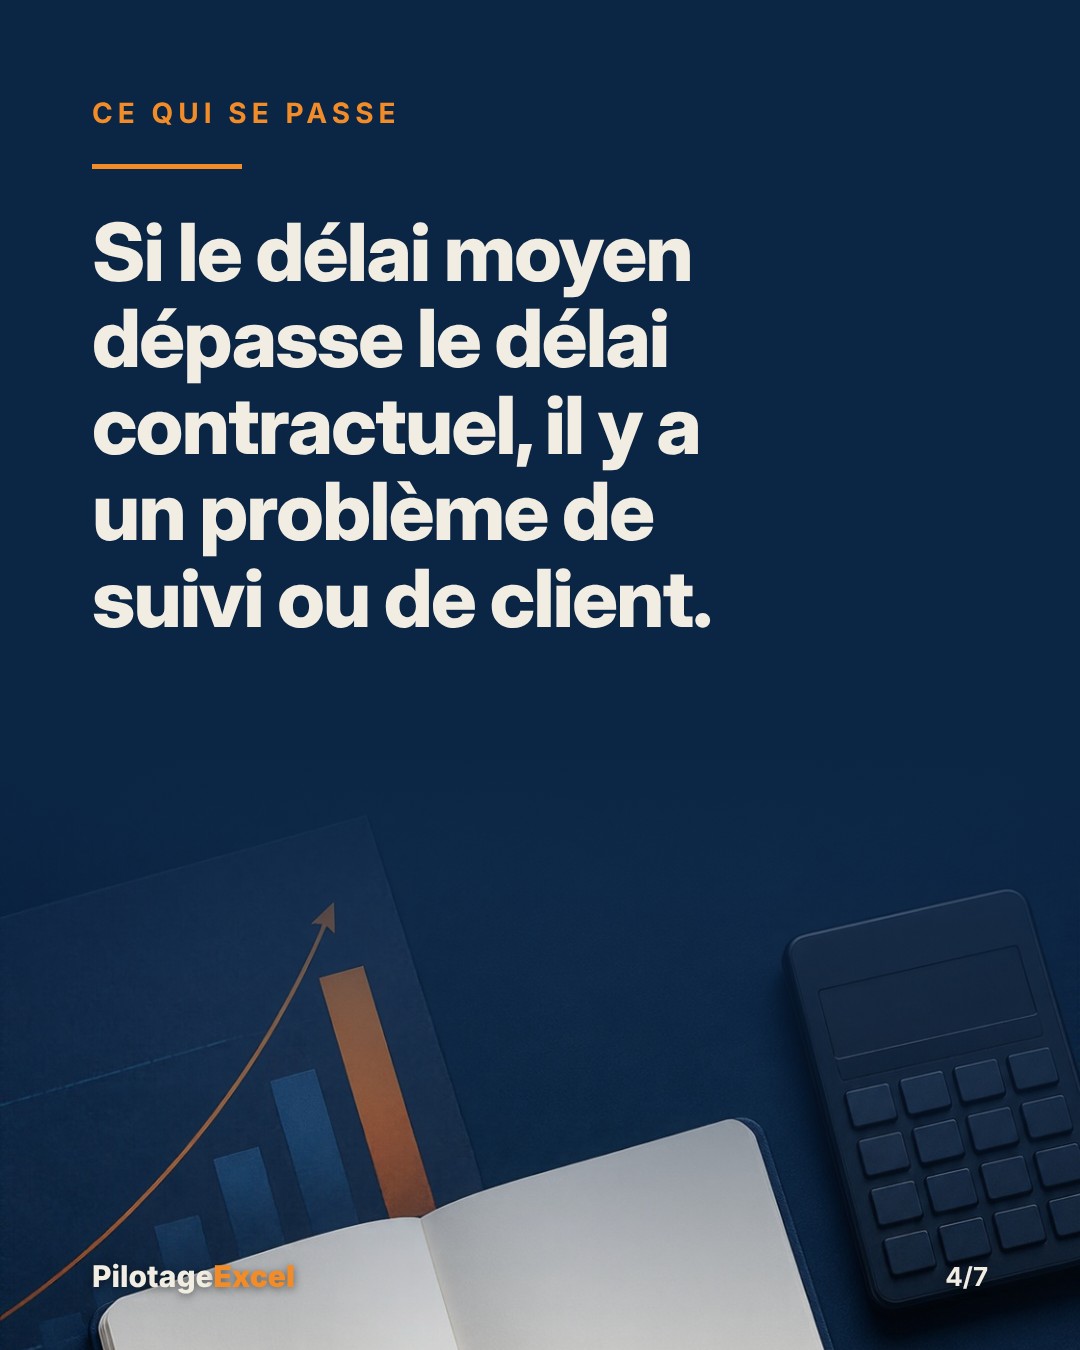 CE QUI SE PASSE
Si le délai moyen
dépasse le délai
contractuel, il y a
un problème de
suivi ou de client.
PilotageExcel
4/7